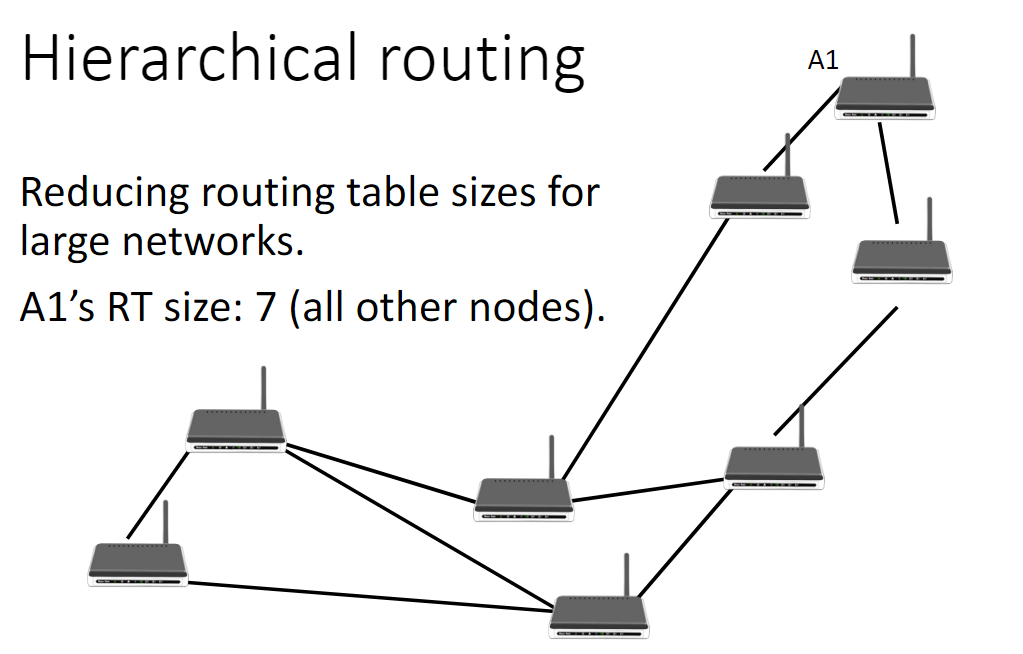 Hierarchical routing
A1
Reducing routing table sizes for
large networks.
A1’s RT size: 7 (all other nodes).